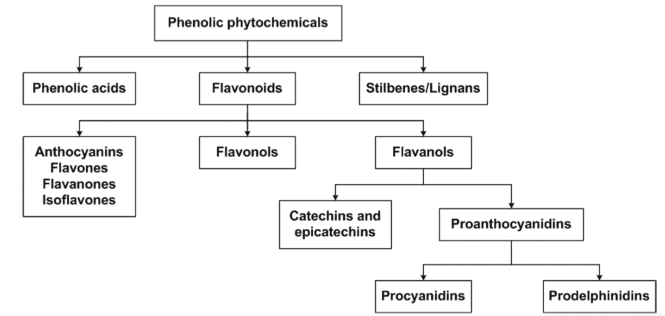 Phenolic phytochemicals
Phenolic acids
Flavonoids
Stilbenes/Lignans
Anthocyanins
Flavones
Flavanones
Isoflavones
Flavonols
Flavanols
Catechins and
epicatechins
Proanthocyanidins
Procyanidins
Prodelphinidins